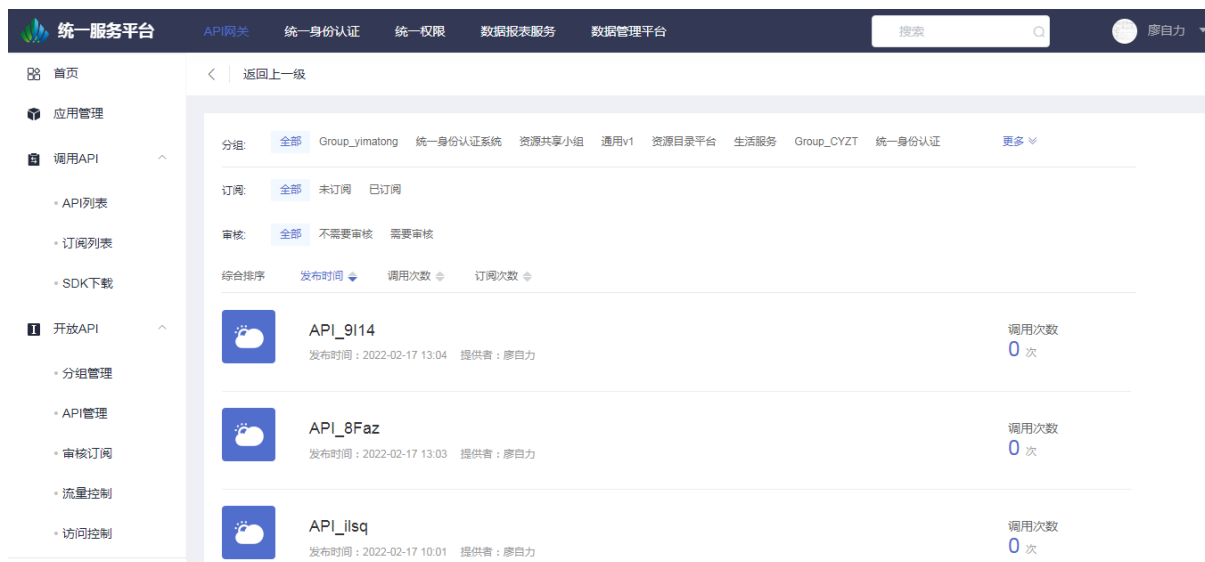 统一服务平台 API网关 统一身份认证 统一权限 数据报表服务 数据管理平台 搜索 廖自力
首页
返回上一级
应用管理
调用API
API列表
订阅列表
SDK下载
开放API
分组管理
API管理
审核订阅
流量控制
访问控制
分组: 全部 Group_yimatong 统一身份认证系统 资源共享小组 通用v1 资源目录平台 生活服务 Group_CYZT 统一身份认证 更多
订阅: 全部 未订阅 已订阅
审核: 全部 不需要审核 需要审核
综合排序 发布时间 调用次数 订阅次数
API_9I14
发布时间：2022-02-17 13:04 提供者：廖自力
调用次数
0 次
API_8Faz
发布时间：2022-02-17 13:03 提供者：廖自力
调用次数
0 次
API_ilsq
发布时间：2022-02-17 10:01 提供者：廖自力
调用次数
0 次